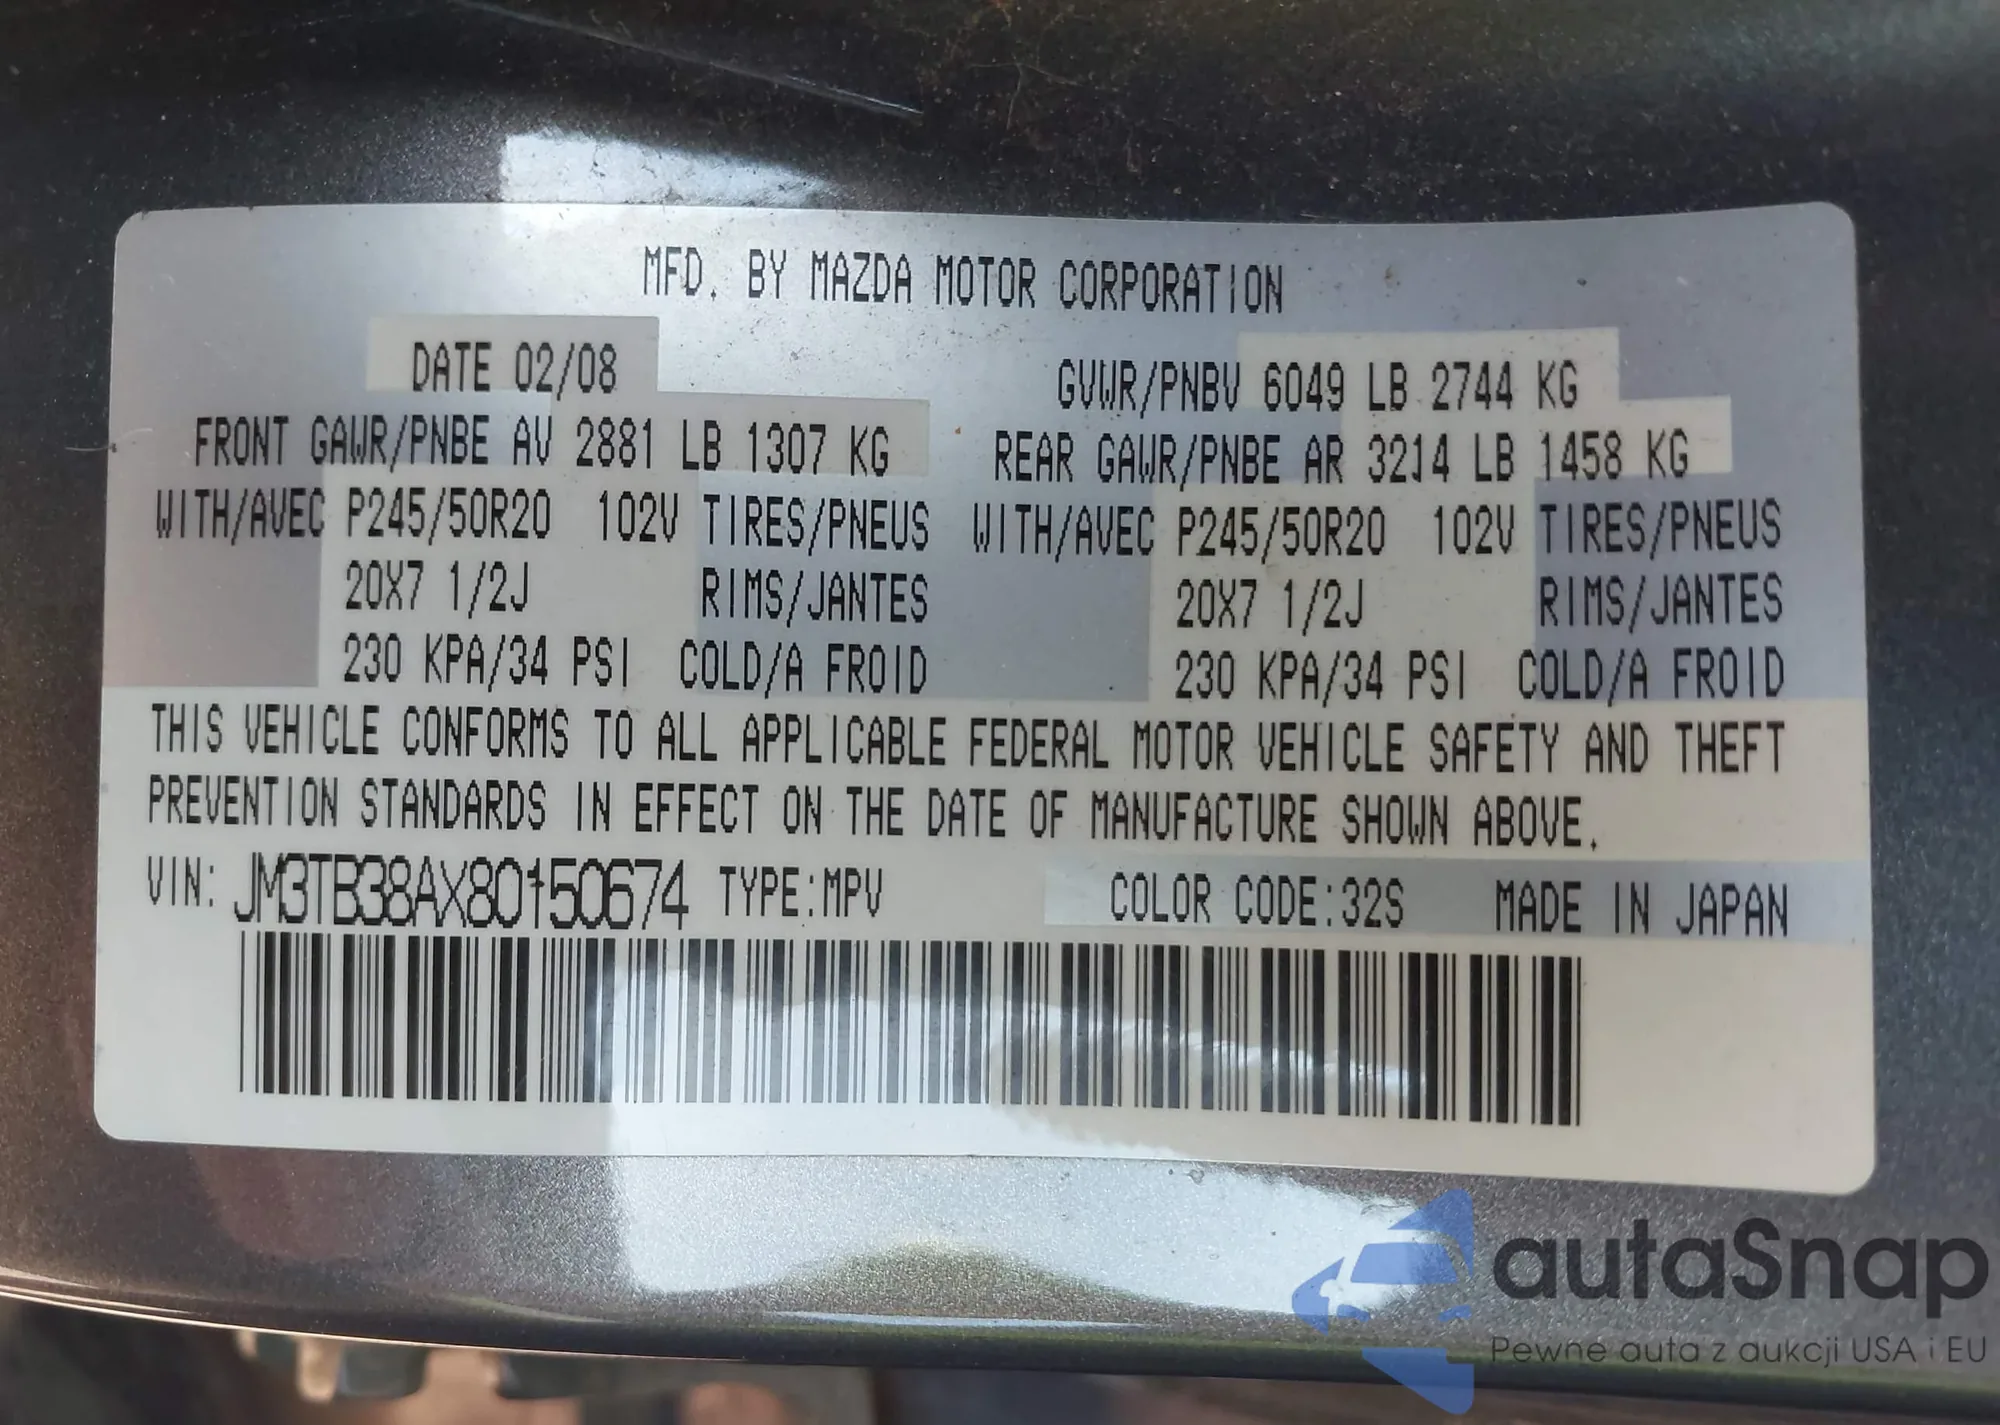 MFD. BY MAZDA MOTOR CORPORATION
DATE 02/08 GVWR/PNBV 6049 LB 2744 KG
FRONT GAWR/PNBE AV 2881 LB 1307 KG REAR GAWR/PNBE AR 3214 LB 1458 KG
WITH/AVEC P245/50R20 102V TIRES/PNEUS WITH/AVEC P245/50R20 102V TIRES/PNEUS
20X7 1/2J RIMS/JANTES 20X7 1/2J RIMS/JANTES
230 KPA/34 PSI COLD/A FROID 230 KPA/34 PSI COLD/A FROID
THIS VEHICLE CONFORMS TO ALL APPLICABLE FEDERAL MOTOR VEHICLE SAFETY AND THEFT
PREVENTION STANDARDS IN EFFECT ON THE DATE OF MANUFACTURE SHOWN ABOVE.
VIN: JM3TB38AX80150674 TYPE:MPV COLOR CODE:32S MADE IN JAPAN
autaSnap
Pewne auta z aukcji USA i EU